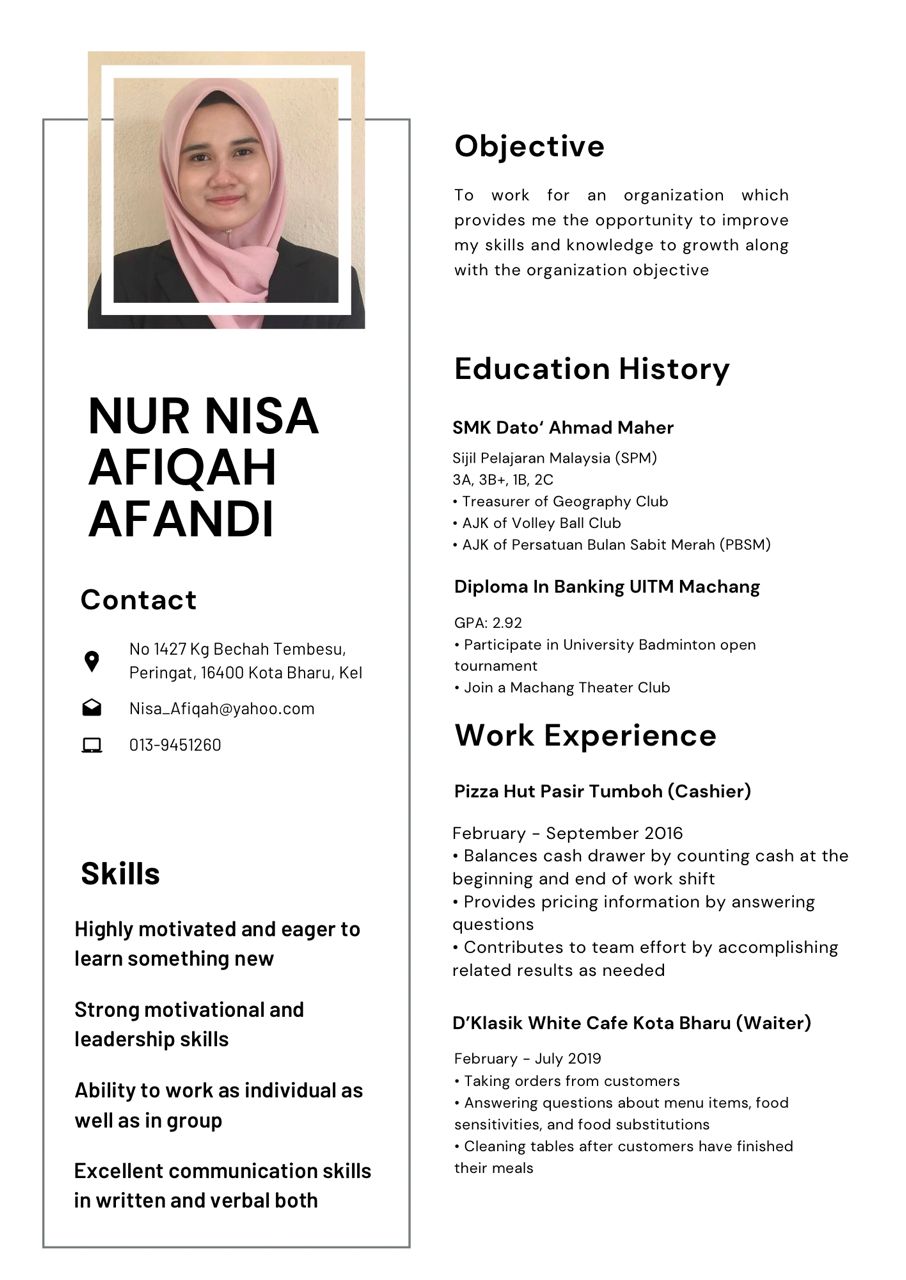 NUR NISA
AFIQAH
AFANDI
Contact
No 1427 Kg Bechah Tembesu,
Peringat, 16400 Kota Bharu, Kel
Nisa_Afiqah@yahoo.com
013-9451260
Skills
Highly motivated and eager to
learn something new
Strong motivational and
leadership skills
Ability to work as individual as
well as in group
Excellent communication skills
in written and verbal both
Objective
To work for an organization which
provides me the opportunity to improve
my skills and knowledge to growth along
with the organization objective
Education History
SMK Dato‘ Ahmad Maher
Sijil Pelajaran Malaysia (SPM)
3A, 3B+, 1B, 2C
• Treasurer of Geography Club
• AJK of Volley Ball Club
• AJK of Persatuan Bulan Sabit Merah (PBSM)
Diploma In Banking UITM Machang
GPA: 2.92
• Participate in University Badminton open
tournament
• Join a Machang Theater Club
Work Experience
Pizza Hut Pasir Tumboh (Cashier)
February - September 2016
• Balances cash drawer by counting cash at the
beginning and end of work shift
• Provides pricing information by answering
questions
• Contributes to team effort by accomplishing
related results as needed
D’Klasik White Cafe Kota Bharu (Waiter)
February - July 2019
• Taking orders from customers
• Answering questions about menu items, food
sensitivities, and food substitutions
• Cleaning tables after customers have finished
their meals